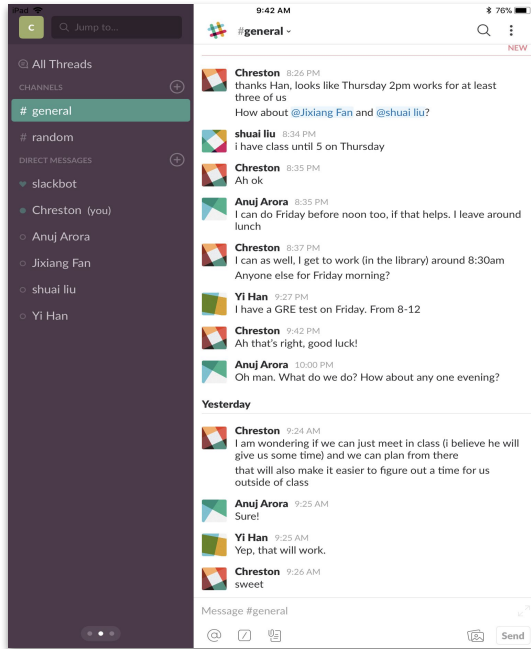 iPad
9:42 AM
76%
C
Jump to...
All Threads
CHANNELS
# general
# random
DIRECT MESSAGES
slackbot
Chreston (you)
Anuj Arora
Jixiang Fan
shuai liu
Yi Han
#general
NEW
Chreston 8:26 PM
thanks Han, looks like Thursday 2pm works for at least
three of us
How about @Jixiang Fan and @shuai liu?
shuai liu 8:34 PM
i have class until 5 on Thursday
Chreston 8:35 PM
Ah ok
Anuj Arora 8:35 PM
I can do Friday before noon too, if that helps. I leave around
lunch
Chreston 8:37 PM
I can as well, I get to work (in the library) around 8:30am
Anyone else for Friday morning?
Yi Han 9:27 PM
I have a GRE test on Friday. From 8-12
Chreston 9:42 PM
Ah that's right, good luck!
Anuj Arora 10:00 PM
Oh man. What do we do? How about any one evening?
Yesterday
Chreston 9:24 AM
I am wondering if we can just meet in class (i believe he will
give us some time) and we can plan from there
that will also make it easier to figure out a time for us
outside of class
Anuj Arora 9:25 AM
Sure!
Yi Han 9:25 AM
Yep, that will work.
Chreston 9:26 AM
sweet
Message #general
@
Send